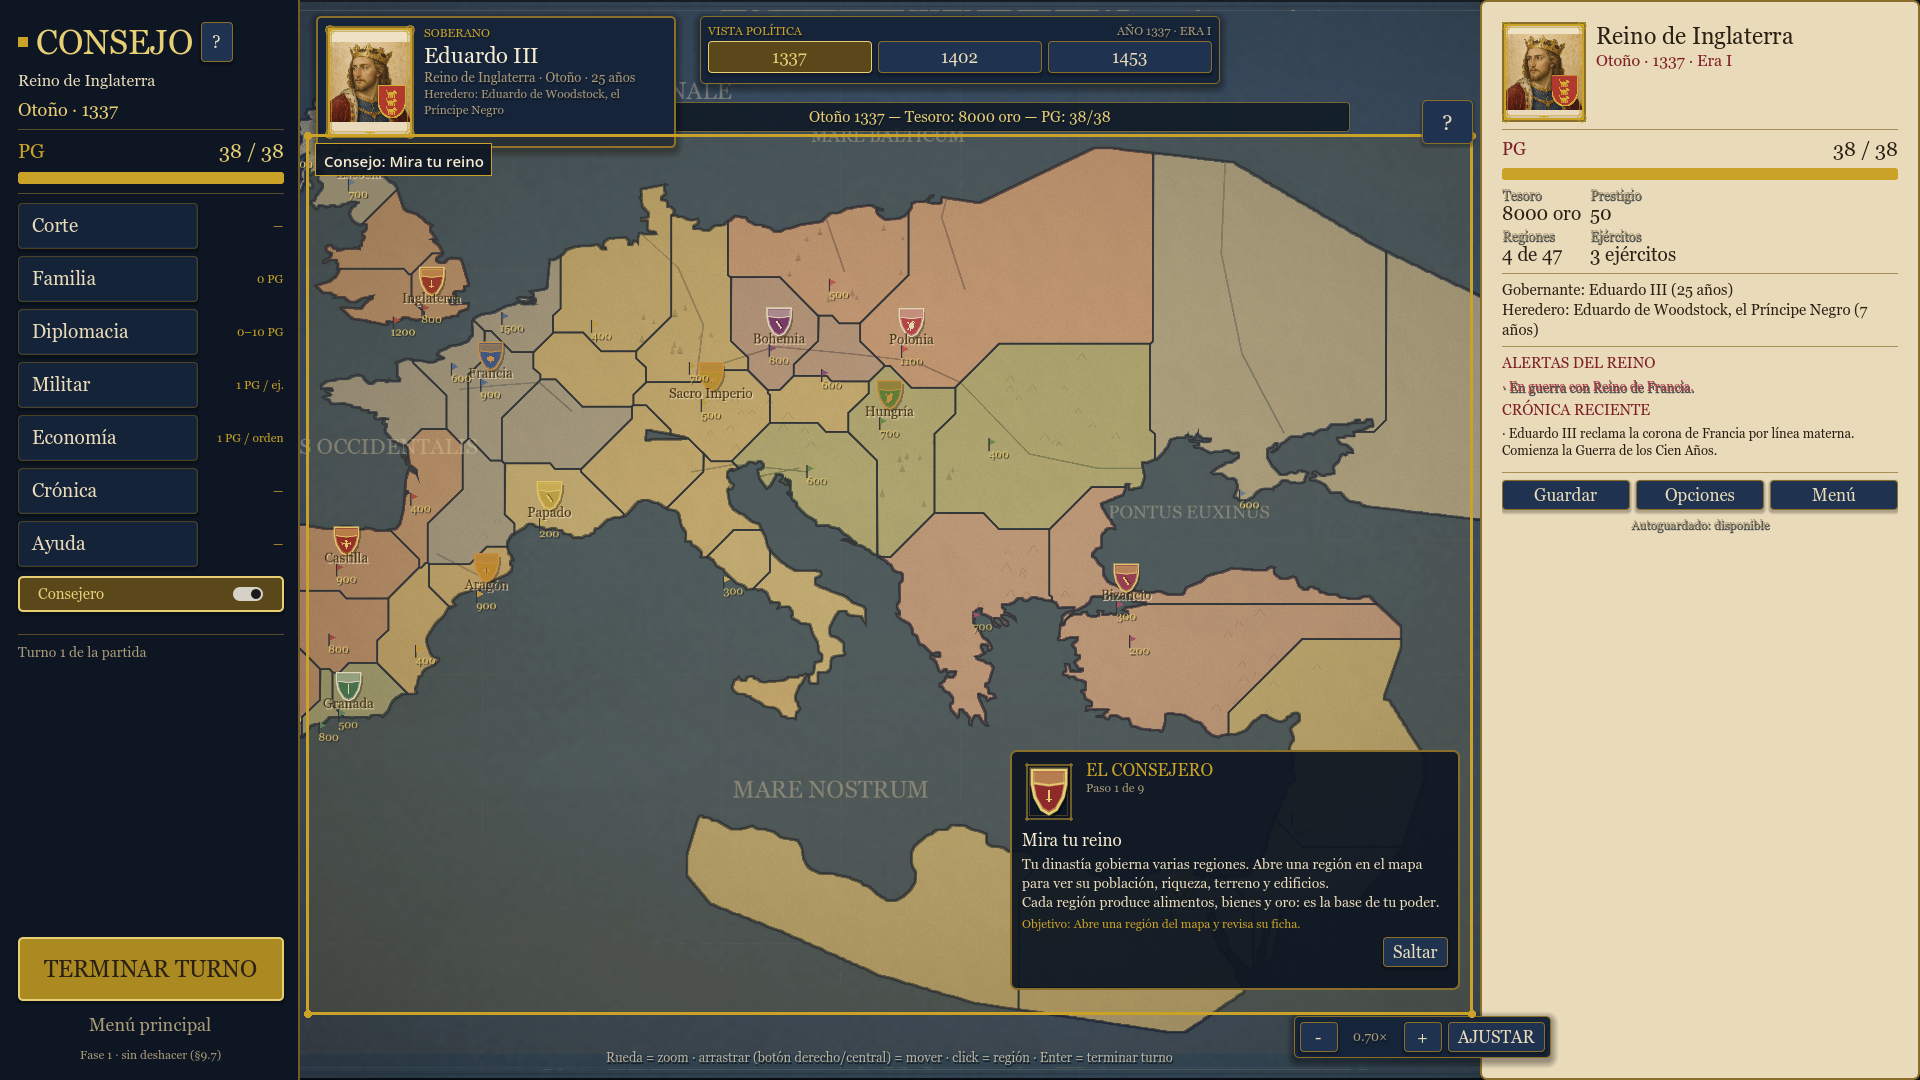 CONSEJO
?
Reino de Inglaterra
Otoño · 1337
PG 38 / 38
Corte –
Familia 0 PG
Diplomacia 0–10 PG
Militar 1 PG / ej.
Economía 1 PG / orden
Crónica –
Ayuda –
Consejero
Turno 1 de la partida
TERMINAR TURNO
Menú principal
Fase 1 · sin deshacer (§9.7)
SOBERANO
Eduardo III
Reino de Inglaterra · Otoño · 25 años
Heredero: Eduardo de Woodstock, el
Príncipe Negro
VISTA POLÍTICA
AÑO 1337 · ERA I
1337
1402
1453
Otoño 1337 — Tesoro: 8000 oro — PG: 38/38
?
Consejo: Mira tu reino
NALE
MARE BALTICUM
700
Inglaterra
800
1200
1500
Francia
600
900
400
500
Bohemia
800
Polonia
1100
Sacro Imperio
700
500
600
Hungría
700
400
600
S OCCIDENTALIS
400
Papado
200
PONTUS EUXINUS
600
Castilla
900
Aragón
900
300
Bizancio
300
700
200
800
400
Granada
500
800
MARE NOSTRUM
EL CONSEJERO
Paso 1 de 9
Mira tu reino
Tu dinastía gobierna varias regiones. Abre una región en el mapa
para ver su población, riqueza, terreno y edificios.
Cada región produce alimentos, bienes y oro: es la base de tu poder.
Objetivo: Abre una región del mapa y revisa su ficha.
Saltar
Rueda = zoom · arrastrar (botón derecho/central) = mover · click = región · Enter = terminar turno
-
0.70×
+
AJUSTAR
Reino de Inglaterra
Otoño · 1337 · Era I
PG 38 / 38
Tesoro Prestigio
8000 oro 50
Regiones Ejércitos
4 de 47 3 ejércitos
Gobernante: Eduardo III (25 años)
Heredero: Eduardo de Woodstock, el Príncipe Negro (7
años)
ALERTAS DEL REINO
· En guerra con Reino de Francia.
CRÓNICA RECIENTE
· Eduardo III reclama la corona de Francia por línea materna.
Comienza la Guerra de los Cien Años.
Guardar
Opciones
Menú
Autoguardado: disponible